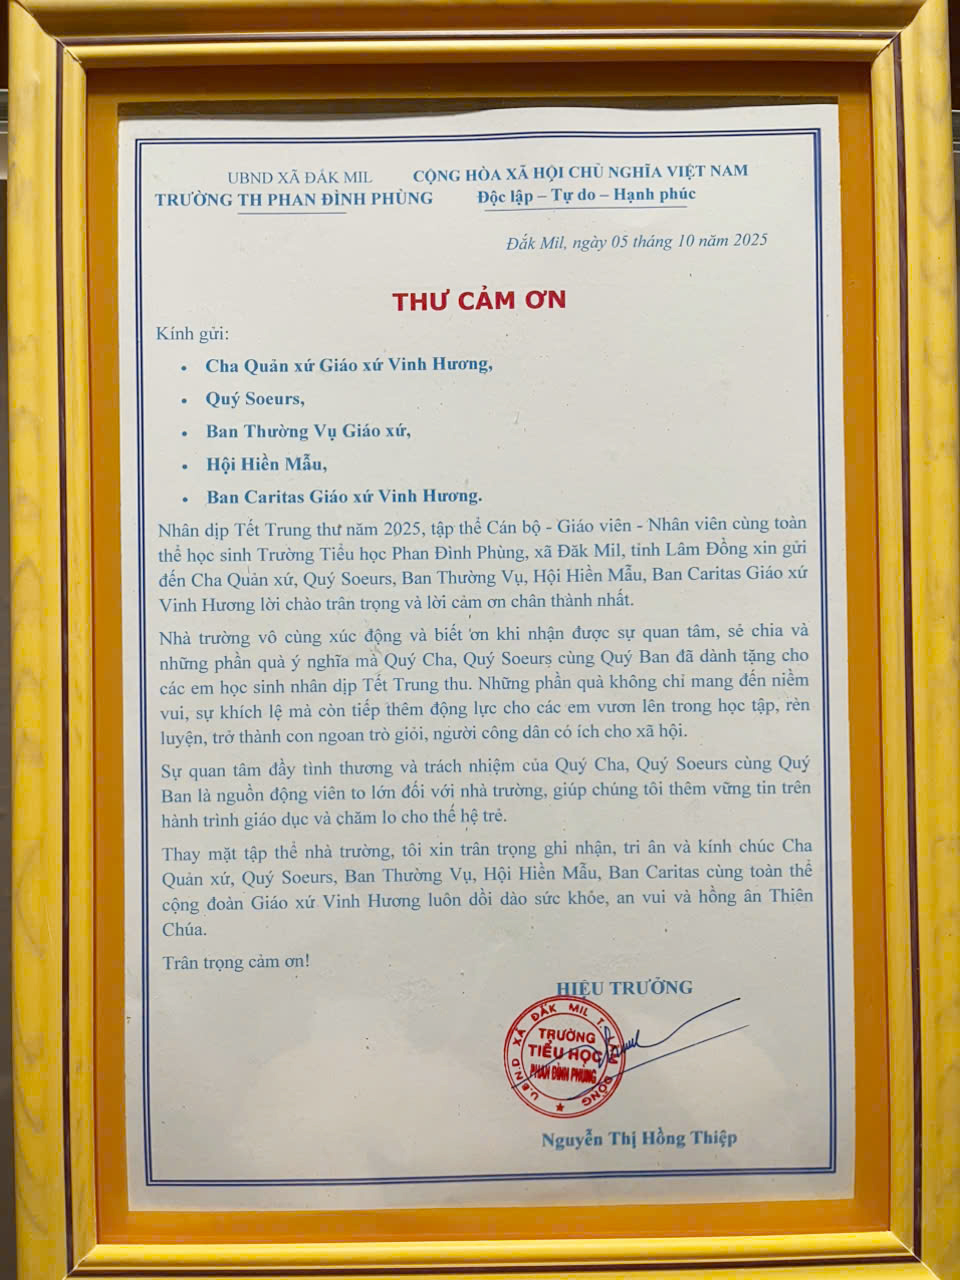 UBND XÃ ĐẮK MIL
TRƯỜNG TH PHAN ĐÌNH PHÙNG
CỘNG HÒA XÃ HỘI CHỦ NGHĨA VIỆT NAM
Độc lập – Tự do – Hạnh phúc
Đắk Mil, ngày 05 tháng 10 năm 2025
THƯ CẢM ƠN
Kính gửi:
• Cha Quản xứ Giáo xứ Vinh Hương,
• Quý Soeurs,
• Ban Thường Vụ Giáo xứ,
• Hội Hiền Mẫu,
• Ban Caritas Giáo xứ Vinh Hương.
Nhân dịp Tết Trung thư năm 2025, tập thể Cán bộ - Giáo viên - Nhân viên cùng toàn
thể học sinh Trường Tiểu học Phan Đình Phùng, xã Đăk Mil, tỉnh Lâm Đồng xin gửi
đến Cha Quản xứ, Quý Soeurs, Ban Thường Vụ, Hội Hiền Mẫu, Ban Caritas Giáo xứ
Vinh Hương lời chào trân trọng và lời cảm ơn chân thành nhất.
Nhà trường vô cùng xúc động và biết ơn khi nhận được sự quan tâm, sẻ chia và
những phần quà ý nghĩa mà Quý Cha, Quý Soeurs cùng Quý Ban đã dành tặng cho
các em học sinh nhân dịp Tết Trung thu. Những phần quà không chỉ mang đến niềm
vui, sự khích lệ mà còn tiếp thêm động lực cho các em vươn lên trong học tập, rèn
luyện, trở thành con ngoan trò giỏi, người công dân có ích cho xã hội.
Sự quan tâm đầy tình thương và trách nhiệm của Quý Cha, Quý Soeurs cùng Quý
Ban là nguồn động viên to lớn đối với nhà trường, giúp chúng tôi thêm vững tin trên
hành trình giáo dục và chăm lo cho thế hệ trẻ.
Thay mặt tập thể nhà trường, tôi xin trân trọng ghi nhận, tri ân và kính chúc Cha
Quản xứ, Quý Soeurs, Ban Thường Vụ, Hội Hiền Mẫu, Ban Caritas cùng toàn thể
cộng đoàn Giáo xứ Vinh Hương luôn dồi dào sức khỏe, an vui và hồng ân Thiên
Chúa.
Trân trọng cảm ơn!
HIỆU TRƯỞNG
U.B.N.D XÃ ĐẮK MIL T. LÂM ĐỒNG
TRƯỜNG
TIỂU HỌC
PHAN ĐÌNH PHÙNG
Nguyễn Thị Hồng Thiệp